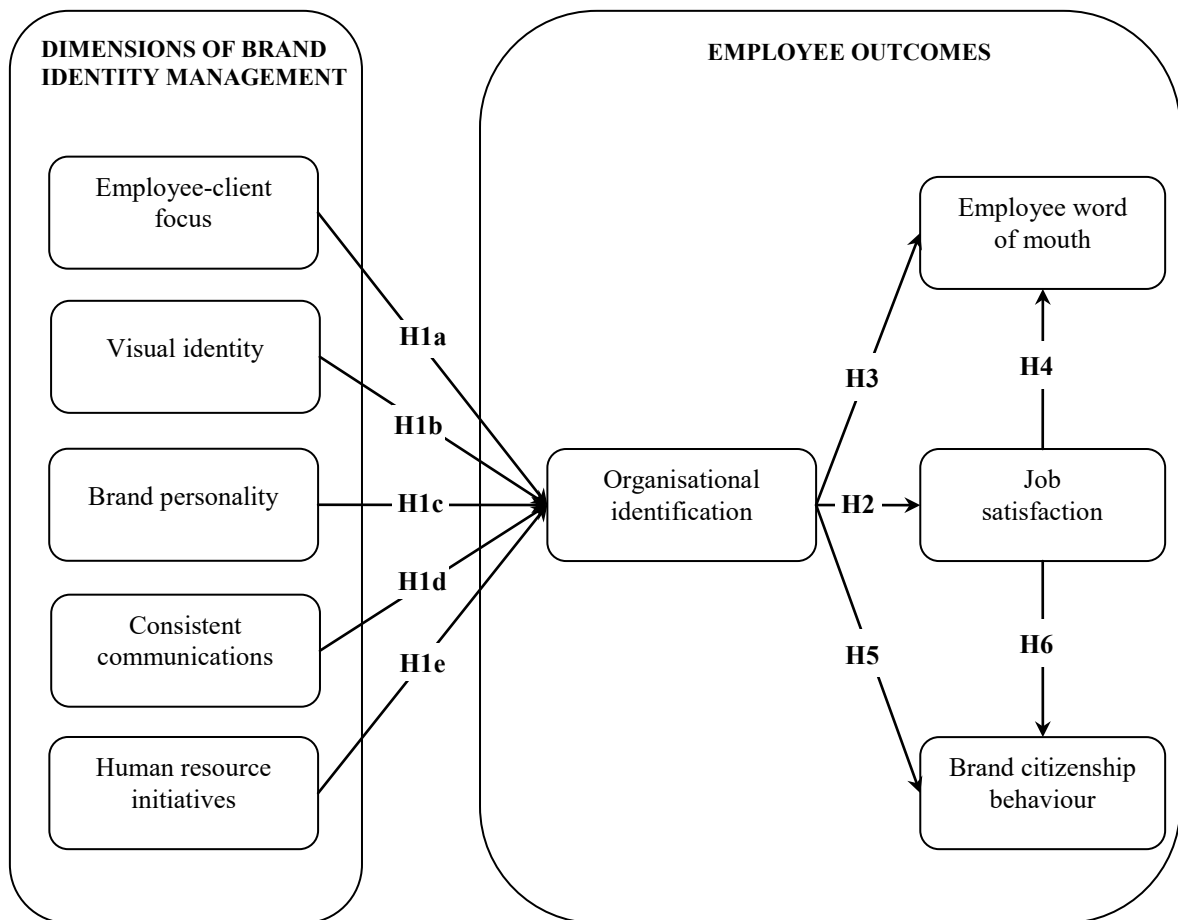 DIMENSIONS OF BRAND
IDENTITY MANAGEMENT
Employee-client
focus
Visual identity
Brand personality
Consistent
communications
Human resource
initiatives
H1a
H1b
H1c
H1d
H1e
EMPLOYEE OUTCOMES
Organisational
identification
H3
H2
H5
Employee word
of mouth
H4
Job
satisfaction
H6
Brand citizenship
behaviour